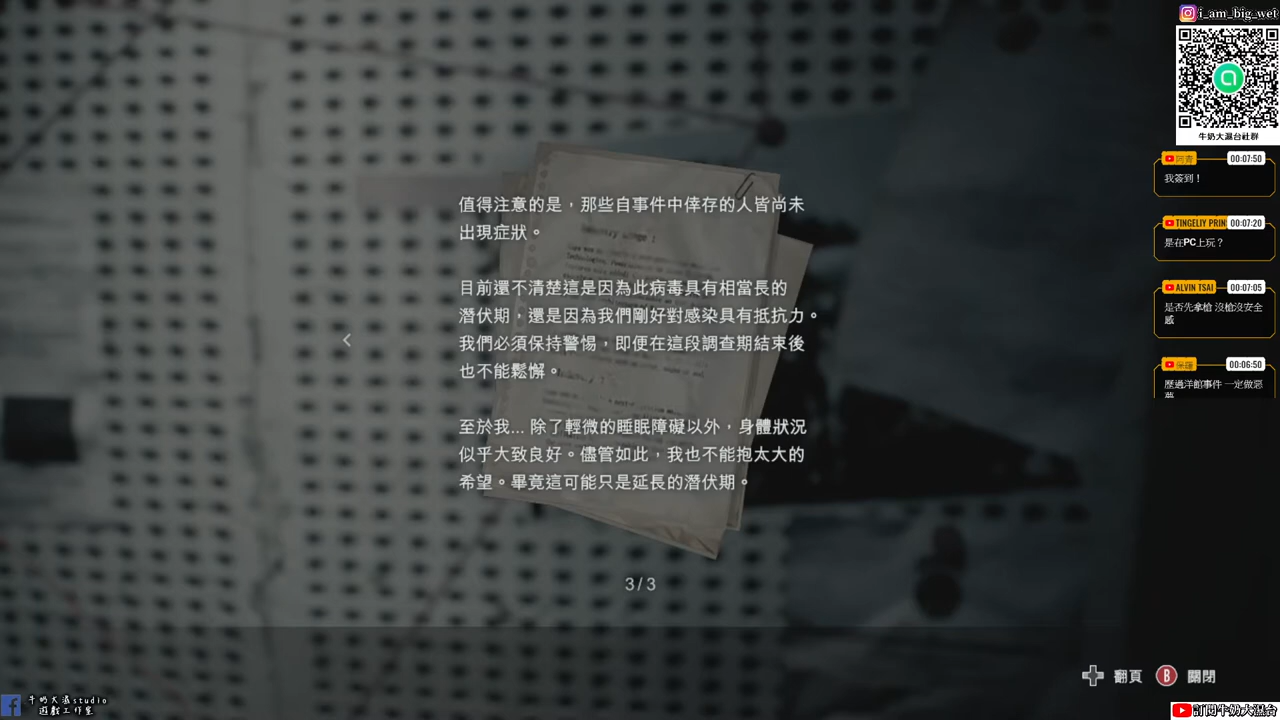 i_am_big_wet
牛奶大濕台社群
00:07:50
我簽到！
TINGELIY PRIN 00:07:20
是在PC上玩？
ALVIN TSAI 00:07:05
是否先拿槍 沒槍沒安全
感
00:06:50
歷過洋館事件 一定做惡
夢
值得注意的是，那些自事件中倖存的人皆尚未
出現症狀。
目前還不清楚這是因為此病毒具有相當長的
潛伏期，還是因為我們剛好對感染具有抵抗力。
我們必須保持警惕，即便在這段調查期結束後
也不能鬆懈。
至於我... 除了輕微的睡眠障礙以外，身體狀況
似乎大致良好。儘管如此，我也不能抱太大的
希望。畢竟這可能只是延長的潛伏期。
3/3
翻頁 B 關閉
牛奶大濕studio
遊戲工作室
訂閱牛奶大濕台